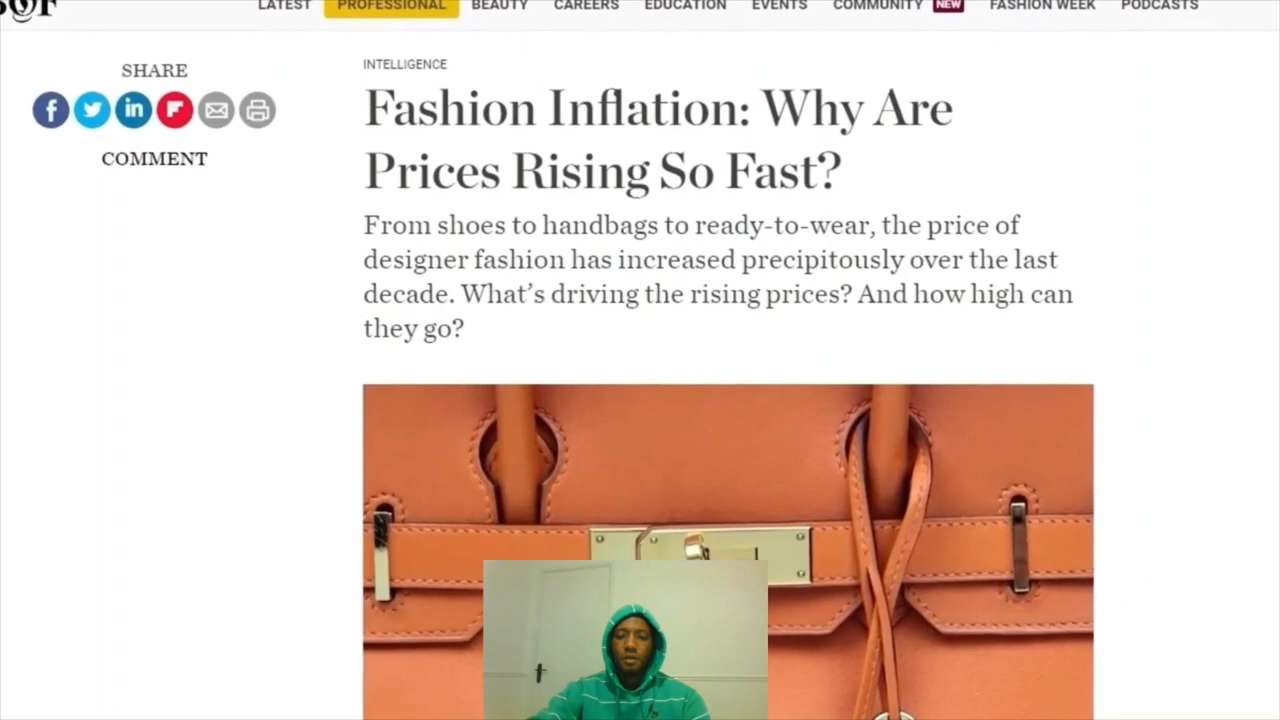 BOF
LATEST PROFESSIONAL BEAUTY CAREERS EDUCATION EVENTS COMMUNITY NEW FASHION WEEK PODCASTS
SHARE
COMMENT
INTELLIGENCE
Fashion Inflation: Why Are
Prices Rising So Fast?
From shoes to handbags to ready-to-wear, the price of
designer fashion has increased precipitously over the last
decade. What’s driving the rising prices? And how high can
they go?